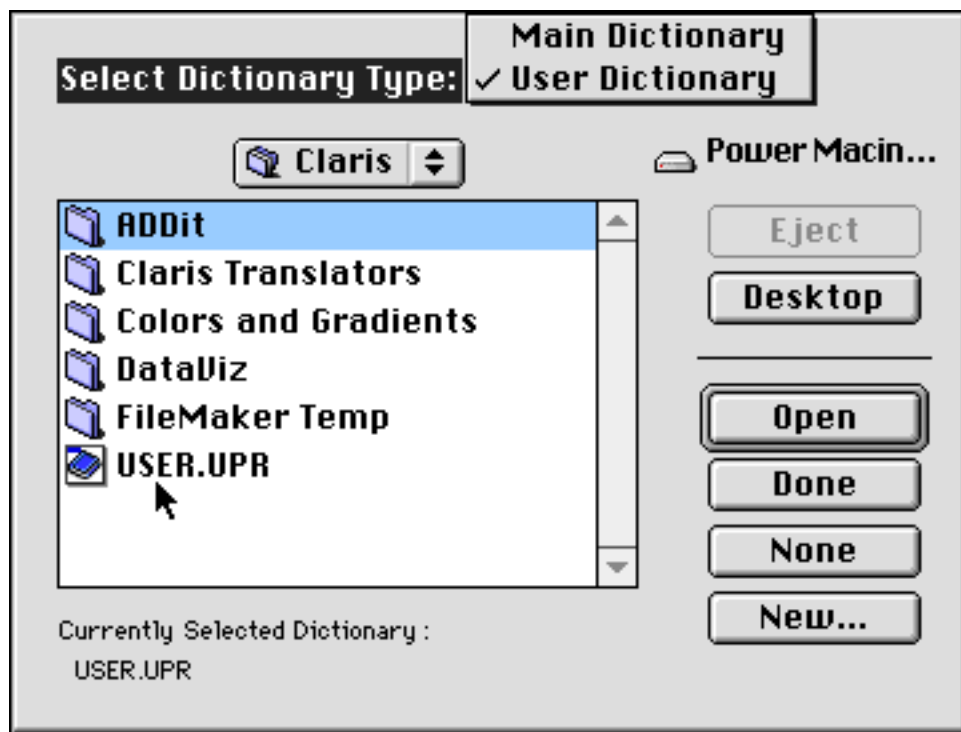 Main Dictionary
Select Dictionary Type: ✓ User Dictionary
Claris
Power Macin...
ADDit
Claris Translators
Colors and Gradients
DataViz
FileMaker Temp
USER.UPR
Eject
Desktop
Open
Done
None
New...
Currently Selected Dictionary :
USER.UPR